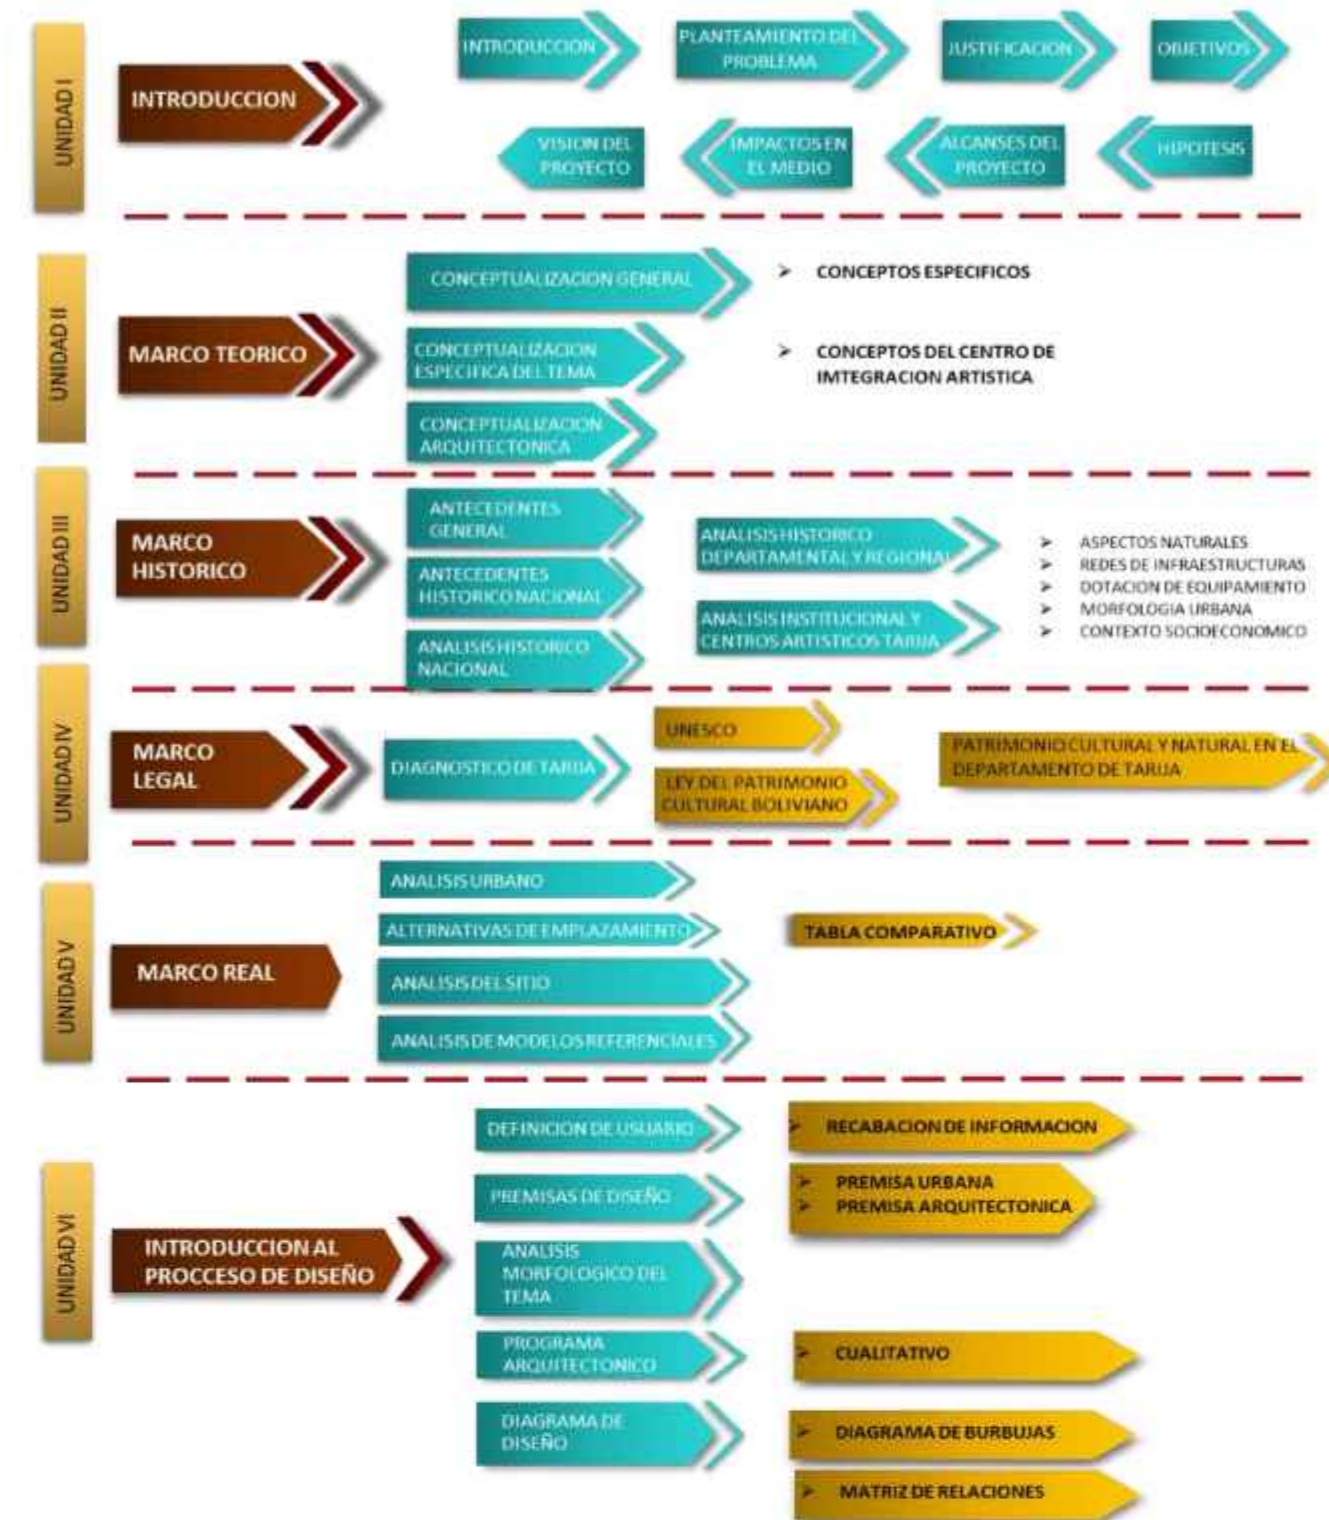 UNIDAD I
INTRODUCCION
INTRODUCCION
PLANTEAMIENTO DEL
PROBLEMA
JUSTIFICACION
OBJETIVOS
VISION DEL
PROYECTO
IMPACTOS EN
EL MEDIO
ALCANSES DEL
PROYECTO
HIPOTESIS
UNIDAD II
MARCO TEORICO
CONCEPTUALIZACION GENERAL
➤ CONCEPTOS ESPECIFICOS
CONCEPTUALIZACION
ESPECIFICA DEL TEMA
➤ CONCEPTOS DEL CENTRO DE
IMTEGRACION ARTISTICA
CONCEPTUALIZACION
ARQUITECTONICA
UNIDAD III
MARCO
HISTORICO
ANTECEDENTES
GENERAL
ANTECEDENTES
HISTORICO NACIONAL
ANALISIS HISTORICO
NACIONAL
ANALISIS HISTORICO
DEPARTAMENTAL Y REGIONAL
ANALISIS INSTITUCIONAL Y
CENTROS ARTISTICOS TARIJA
➤ ASPECTOS NATURALES
➤ REDES DE INFRAESTRUCTURAS
➤ DOTACION DE EQUIPAMIENTO
➤ MORFOLOGIA URBANA
➤ CONTEXTO SOCIOECONOMICO
UNIDAD IV
MARCO
LEGAL
DIAGNOSTICO DE TARIJA
UNESCO
LEY DEL PATRIMONIO
CULTURAL BOLIVIANO
PATRIMONIO CULTURAL Y NATURAL EN EL
DEPARTAMENTO DE TARIJA
UNIDAD V
MARCO REAL
ANALISIS URBANO
ALTERNATIVAS DE EMPLAZAMIENTO
TABLA COMPARATIVO
ANALISIS DEL SITIO
ANALISIS DE MODELOS REFERENCIALES
UNIDAD VI
INTRODUCCION AL
PROCCESO DE DISEÑO
DEFINICION DE USUARIO
➤ RECABACION DE INFORMACION
PREMISAS DE DISEÑO
➤ PREMISA URBANA
➤ PREMISA ARQUITECTONICA
ANALISIS
MORFOLOGICO DEL
TEMA
PROGRAMA
ARQUITECTONICO
➤ CUALITATIVO
DIAGRAMA DE
DISEÑO
➤ DIAGRAMA DE BURBUJAS
➤ MATRIZ DE RELACIONES